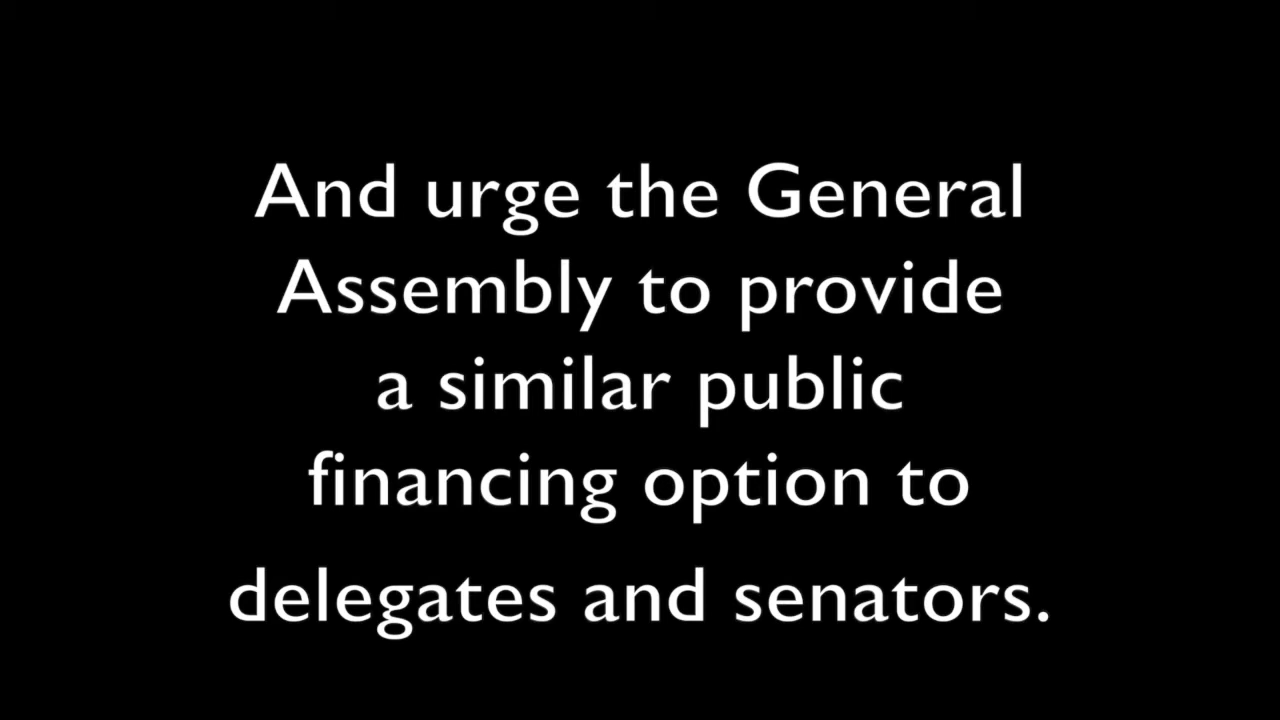 And urge the General
Assembly to provide
a similar public
financing option to
delegates and senators.